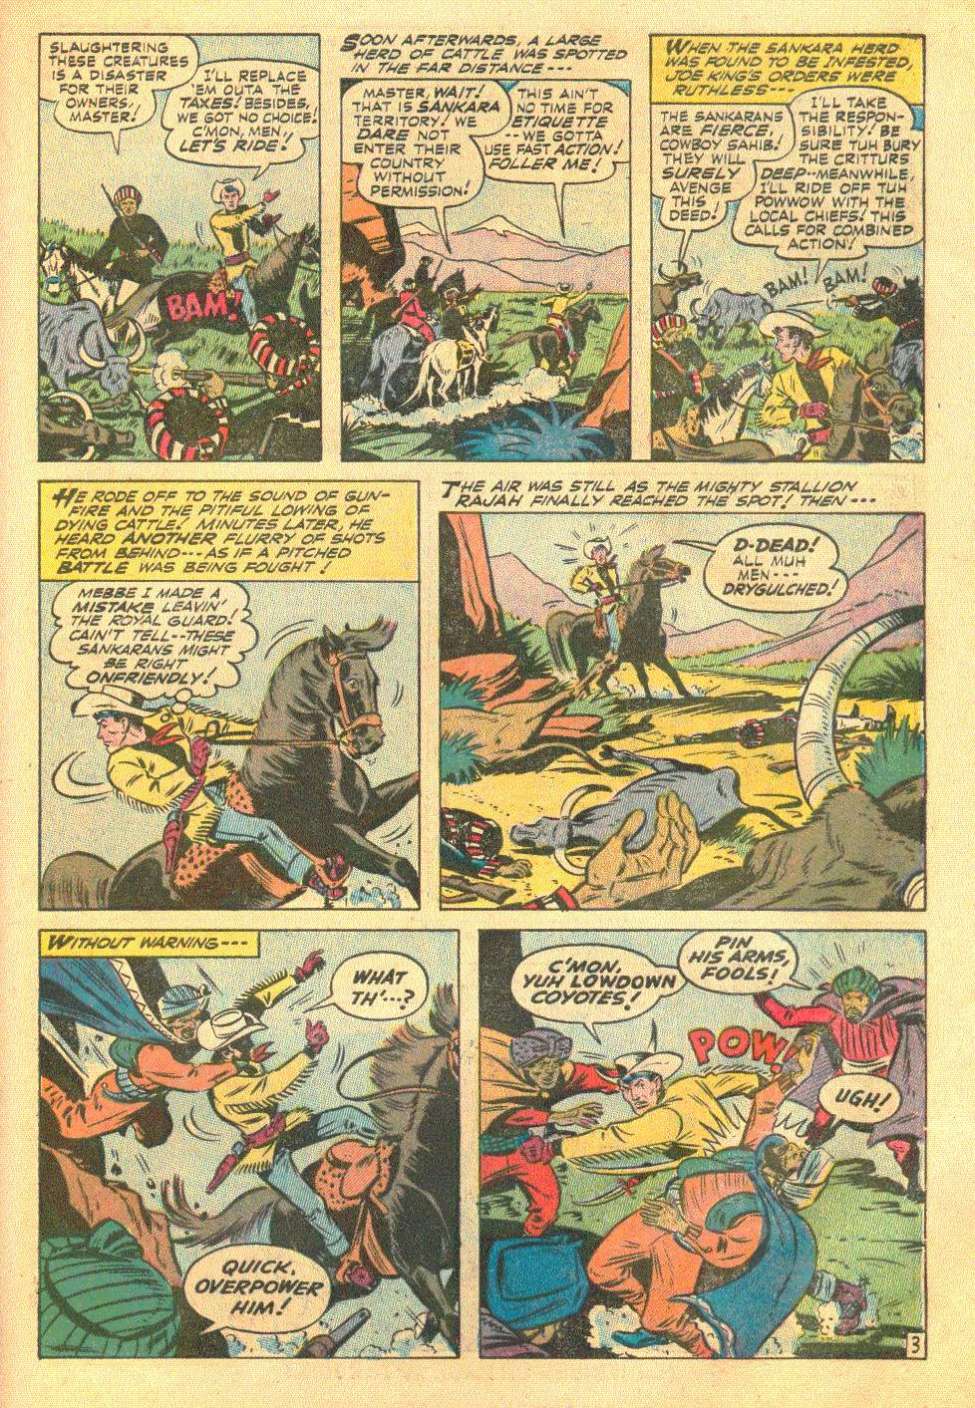 SLAUGHTERING
THESE CREATURES
IS A DISASTER
FOR THEIR
OWNERS,
MASTER!
I'LL REPLACE
'EM OUTA THE
TAXES! BESIDES,
WE GOT NO CHOICE!
C'MON, MEN,
LET'S RIDE!
BAM!
SOON AFTERWARDS, A LARGE
HERD OF CATTLE WAS SPOTTED
IN THE FAR DISTANCE---
MASTER, WAIT!
THAT IS SANKARA
TERRITORY! WE
DARE NOT
ENTER THEIR
COUNTRY
WITHOUT
PERMISSION!
THIS AIN'T
NO TIME FOR
ETIQUETTE
--WE GOTTA
USE FAST ACTION!
FOLLER ME!
WHEN THE SANKARA HERD
WAS FOUND TO BE INFESTED,
JOE KING'S ORDERS WERE
RUTHLESS---
THE SANKARANS
ARE FIERCE,
COWBOY SAHIB!
THEY WILL
SURELY
AVENGE
THIS
DEED!
I'LL TAKE
THE RESPON-
SIBILITY! BE
SURE TUH BURY
THE CRITTURS
DEEP--MEANWHILE,
I'LL RIDE OFF TUH
POWWOW WITH THE
LOCAL CHIEFS! THIS
CALLS FOR COMBINED
ACTION!
BAM!
BAM!
HE RODE OFF TO THE SOUND OF GUN-
FIRE AND THE PITIFUL LOWING OF
DYING CATTLE! MINUTES LATER, HE
HEARD ANOTHER FLURRY OF SHOTS
FROM BEHIND---AS IF A PITCHED
BATTLE WAS BEING FOUGHT!
MEBBE I MADE A
MISTAKE LEAVIN'
THE ROYAL GUARD!
CAIN'T TELL--THESE
SANKARANS MIGHT
BE RIGHT
ONFRIENDLY!
THE AIR WAS STILL AS THE MIGHTY STALLION
RAJAH FINALLY REACHED THE SPOT! THEN---
D-DEAD!
ALL MUH
MEN---
DRYGULCHED!
WITHOUT WARNING---
WHAT
TH'...?
QUICK,
OVERPOWER
HIM!
C'MON,
YUH LOWDOWN
COYOTES!
PIN
HIS ARMS,
FOOLS!
POW!
UGH!
3